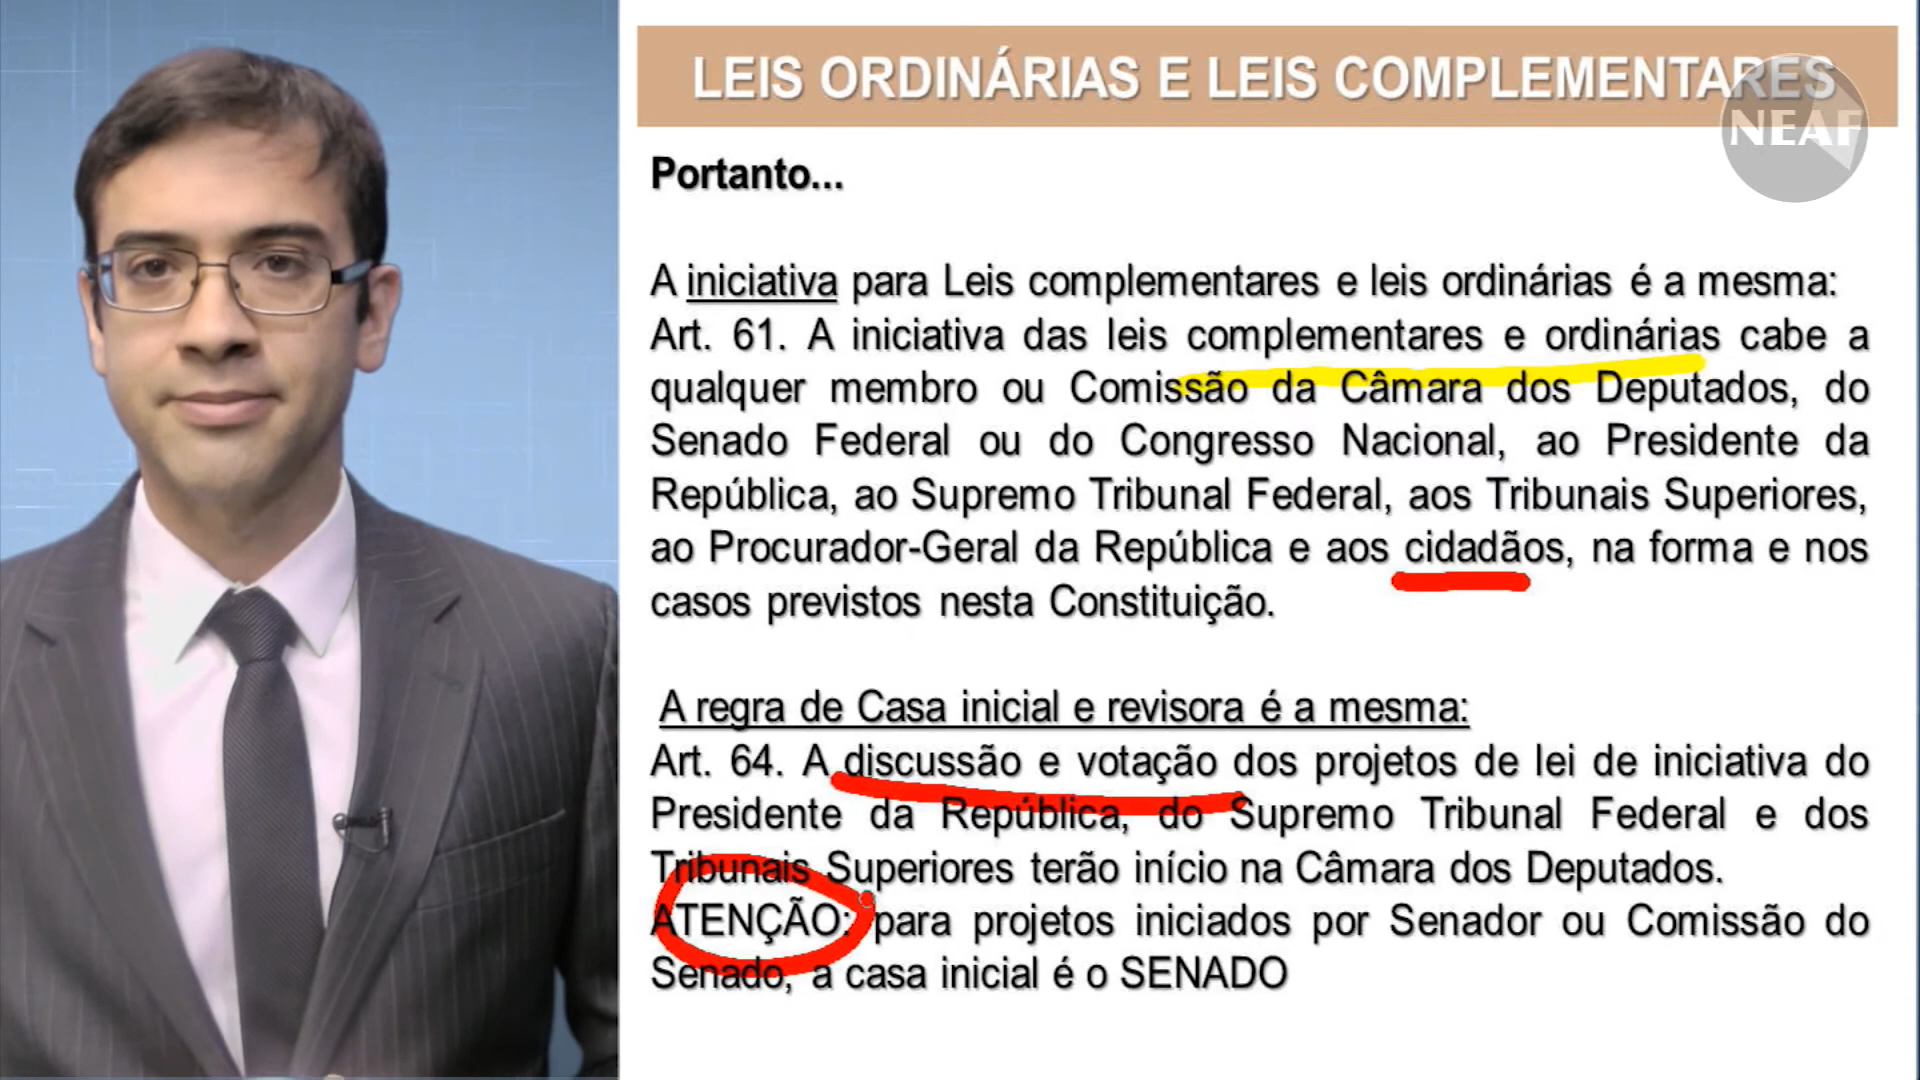 LEIS ORDINÁRIAS E LEIS COMPLEMENTARES
NEAF
Portanto...
A iniciativa para Leis complementares e leis ordinárias é a mesma:
Art. 61. A iniciativa das leis complementares e ordinárias cabe a
qualquer membro ou Comissão da Câmara dos Deputados, do
Senado Federal ou do Congresso Nacional, ao Presidente da
República, ao Supremo Tribunal Federal, aos Tribunais Superiores,
ao Procurador-Geral da República e aos cidadãos, na forma e nos
casos previstos nesta Constituição.
A regra de Casa inicial e revisora é a mesma:
Art. 64. A discussão e votação dos projetos de lei de iniciativa do
Presidente da República, do Supremo Tribunal Federal e dos
Tribunais Superiores terão início na Câmara dos Deputados.
ATENÇÃO: para projetos iniciados por Senador ou Comissão do
Senado, a casa inicial é o SENADO